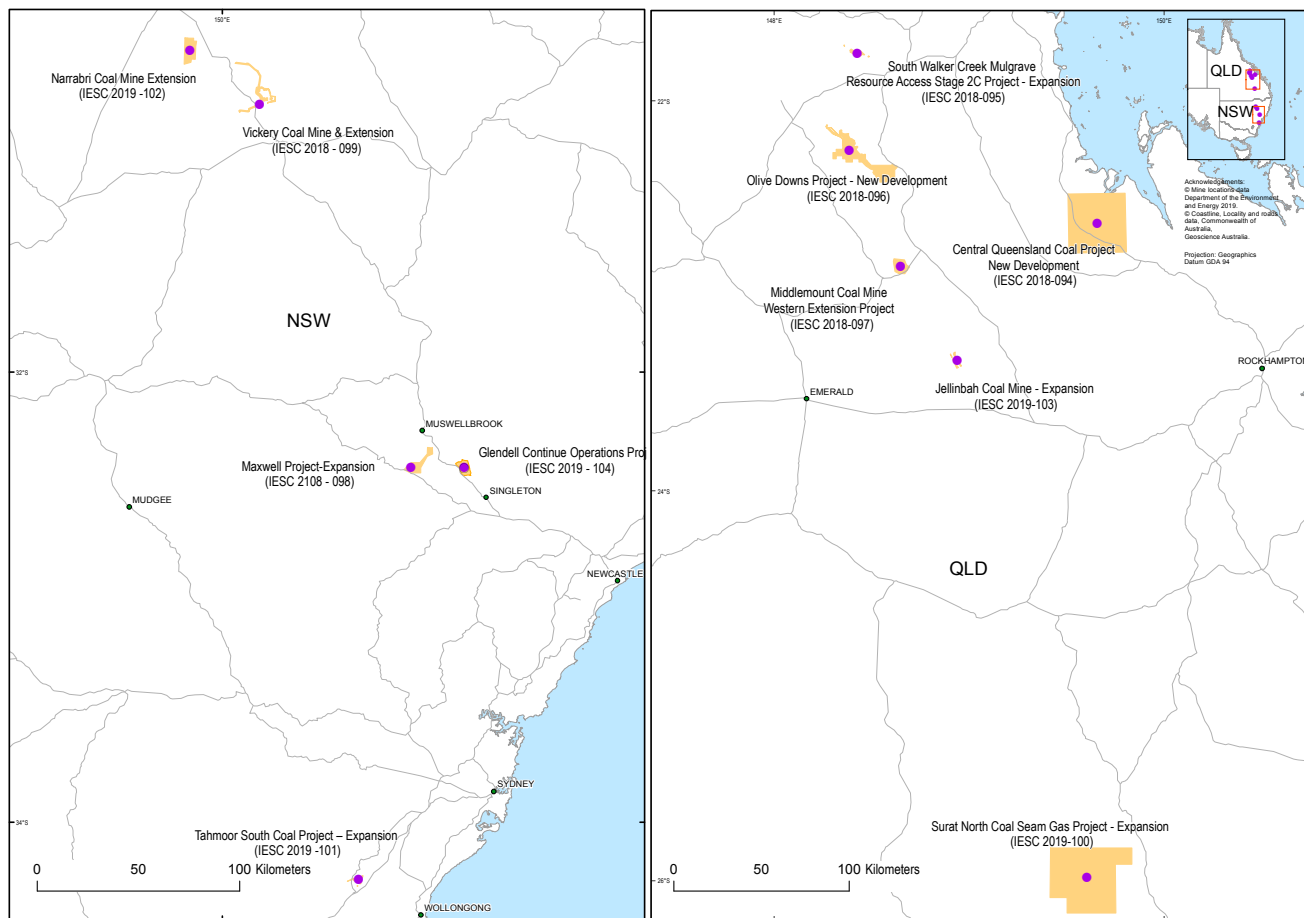 150°E
Narrabri Coal Mine Extension
(IESC 2019 -102)
Vickery Coal Mine & Extension
(IESC 2018 - 099)
NSW
32°S
MUSWELLBROOK
Maxwell Project-Expansion
(IESC 2108 - 098)
Glendell Continue Operations Proj
(IESC 2019 - 104)
SINGLETON
MUDGEE
NEWCASTLE
SYDNEY
34°S
Tahmoor South Coal Project – Expansion
(IESC 2019 -101)
0 50 100 Kilometers
WOLLONGONG
148°E
150°E
South Walker Creek Mulgrave
Resource Access Stage 2C Project - Expansion
(IESC 2018-095)
22°S
Olive Downs Project - New Development
(IESC 2018-096)
Central Queensland Coal Project
New Development
(IESC 2018-094)
Middlemount Coal Mine
Western Extension Project
(IESC 2018-097)
ROCKHAMPTON
Jellinbah Coal Mine - Expansion
(IESC 2019-103)
EMERALD
24°S
QLD
Surat North Coal Seam Gas Project - Expansion
(IESC 2019-100)
0 50 100 Kilometers
26°S
QLD
NSW
Acknowledgements:
© Mine locations data
Department of the Environment
and Energy 2019.
© Coastline, Locality and roads
data, Commonwealth of
Australia,
Geoscience Australia.
Projection: Geographics
Datum GDA 94